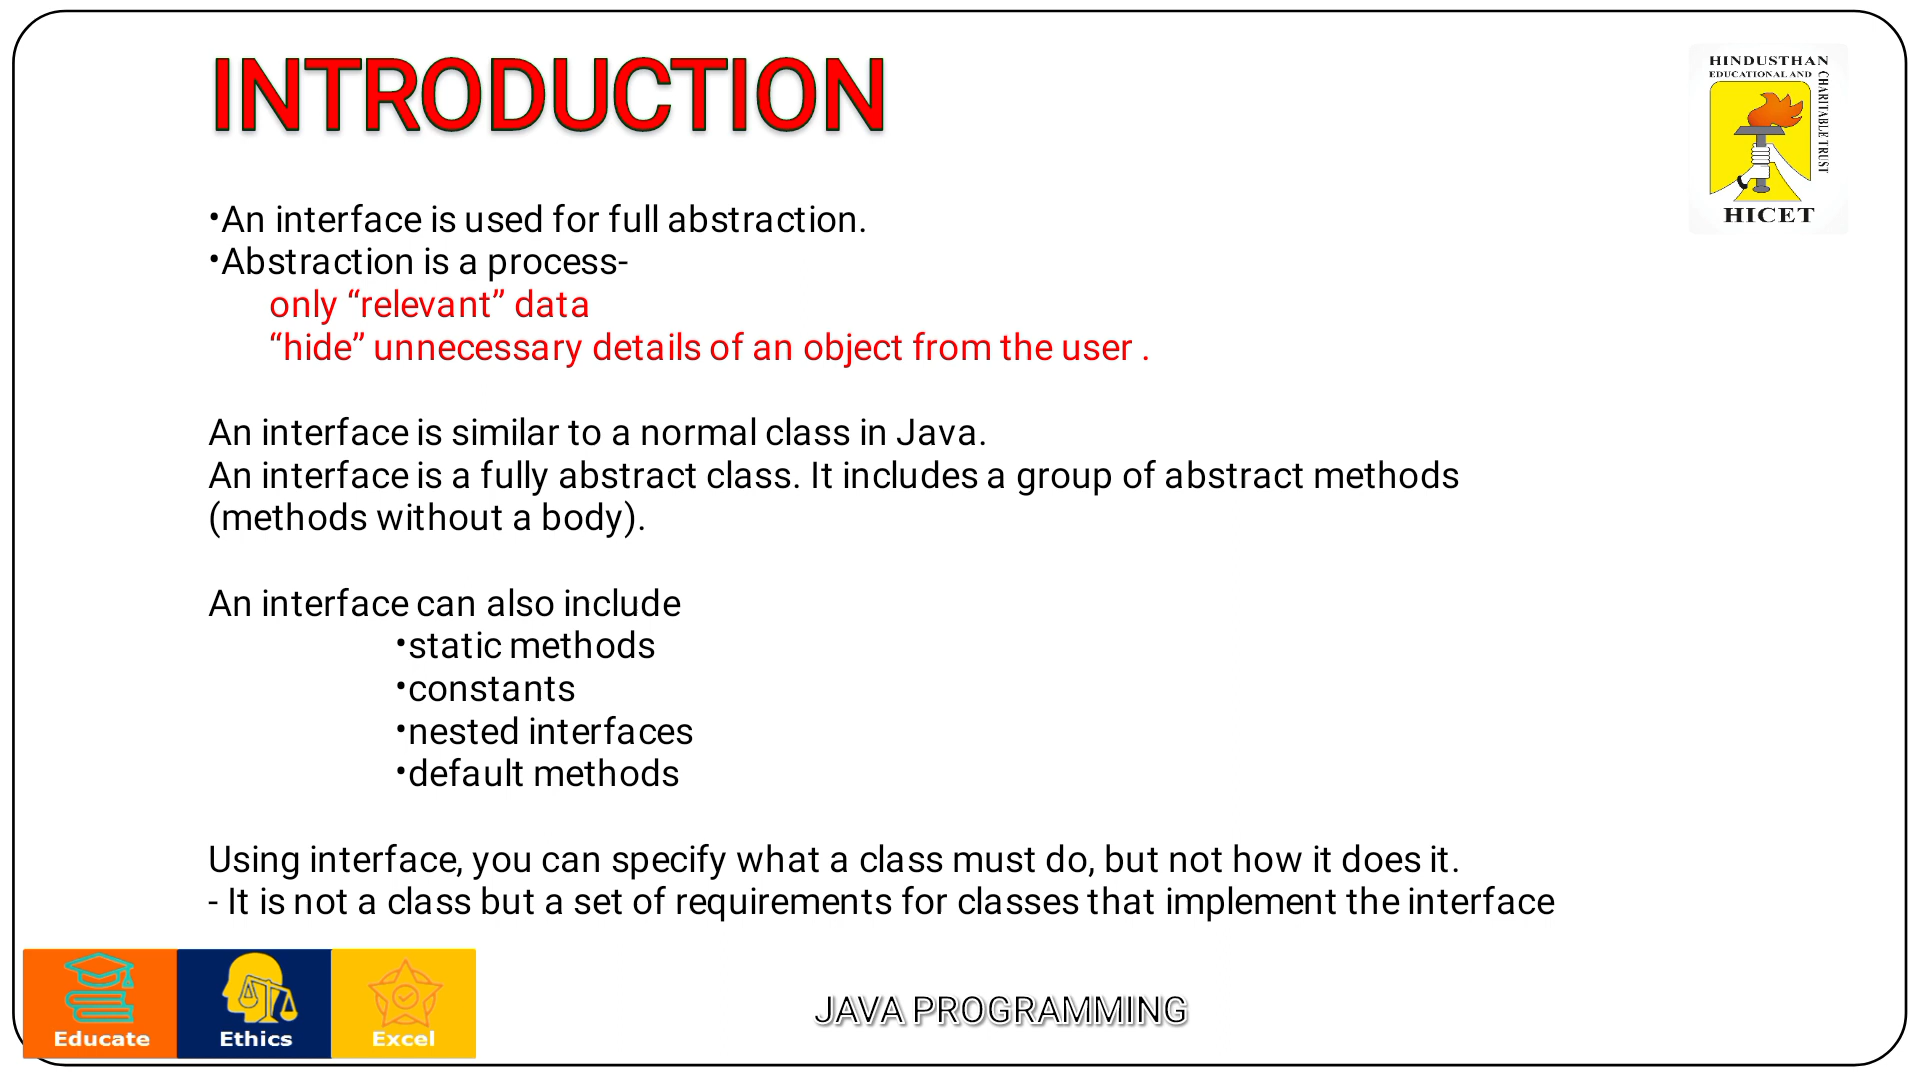 INTRODUCTION
HINDUSTHAN
EDUCATIONAL AND
CHARITABLE TRUST
HICET
•An interface is used for full abstraction.
•Abstraction is a process-
only “relevant” data
“hide” unnecessary details of an object from the user .
An interface is similar to a normal class in Java.
An interface is a fully abstract class. It includes a group of abstract methods
(methods without a body).
An interface can also include
•static methods
•constants
•nested interfaces
•default methods
Using interface, you can specify what a class must do, but not how it does it.
- It is not a class but a set of requirements for classes that implement the interface
Educate
Ethics
Excel
JAVA PROGRAMMING